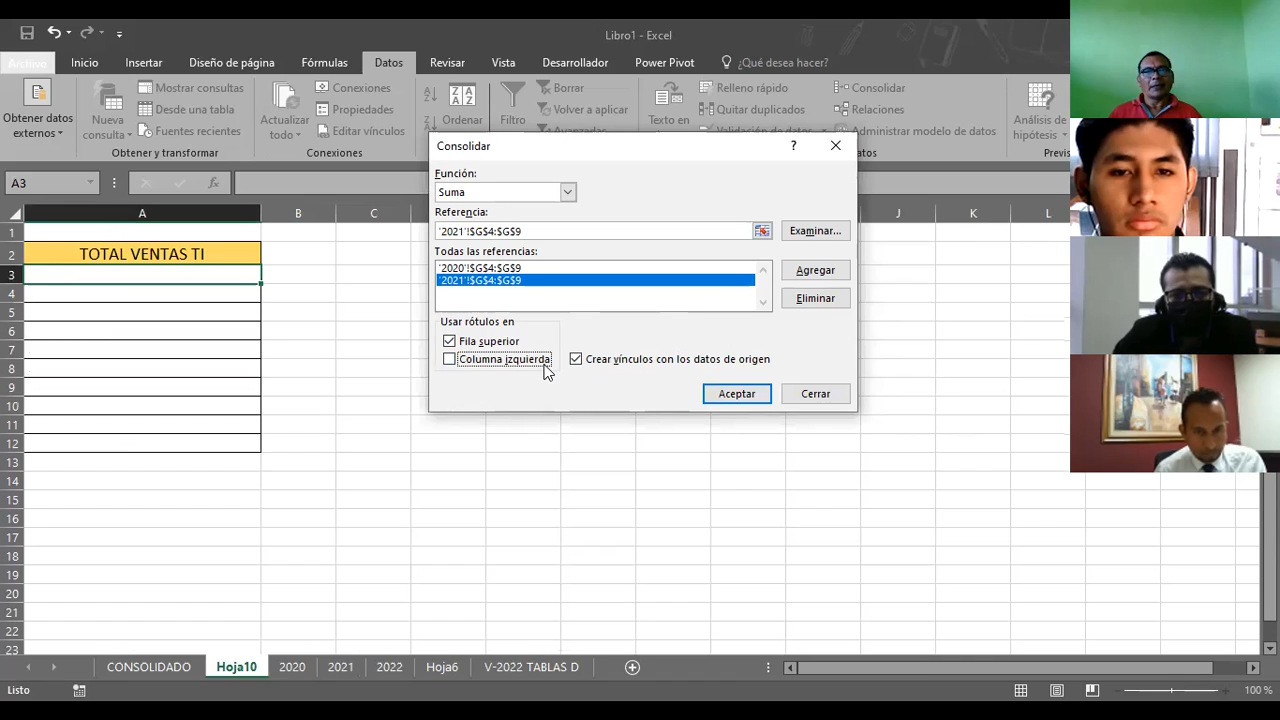 Libro1 - Excel
Archivo Inicio Insertar Diseño de página Fórmulas Datos Revisar Vista Desarrollador Power Pivot ¿Qué desea hacer?
Obtener datos externos
Nueva consulta
Mostrar consultas
Desde una tabla
Fuentes recientes
Obtener y transformar
Actualizar todo
Conexiones
Propiedades
Editar vínculos
Conexiones
Ordenar
Filtro
Borrar
Volver a aplicar
Avanzadas
Texto en
Relleno rápido
Quitar duplicados
Validación de datos
Consolidar
Relaciones
Administrar modelo de datos
Análisis de hipótesis
A3
fx
A B C J K L
1
2 TOTAL VENTAS TI
3
4
5
6
7
8
9
10
11
12
13
14
15
16
17
18
19
20
21
22
23
Consolidar
?
Función:
Suma
Referencia:
'2021'!$G$4:$G$9
Examinar...
Todas las referencias:
'2020'!$G$4:$G$9
'2021'!$G$4:$G$9
Agregar
Eliminar
Usar rótulos en
Fila superior
Columna izquierda
Crear vínculos con los datos de origen
Aceptar
Cerrar
CONSOLIDADO Hoja10 2020 2021 2022 Hoja6 V-2022 TABLAS D
Listo
100 %